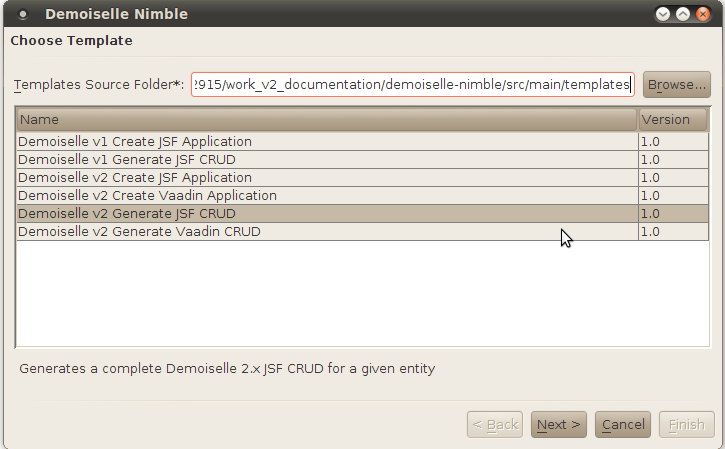 Demoiselle Nimble
Choose Template
Templates Source Folder*: 2915/work_v2_documentation/demoiselle-nimble/src/main/templates Browse...
Name Version
Demoiselle v1 Create JSF Application 1.0
Demoiselle v1 Generate JSF CRUD 1.0
Demoiselle v2 Create JSF Application 1.0
Demoiselle v2 Create Vaadin Application 1.0
Demoiselle v2 Generate JSF CRUD 1.0
Demoiselle v2 Generate Vaadin CRUD 1.0
Generates a complete Demoiselle 2.x JSF CRUD for a given entity
< Back Next > Cancel Finish